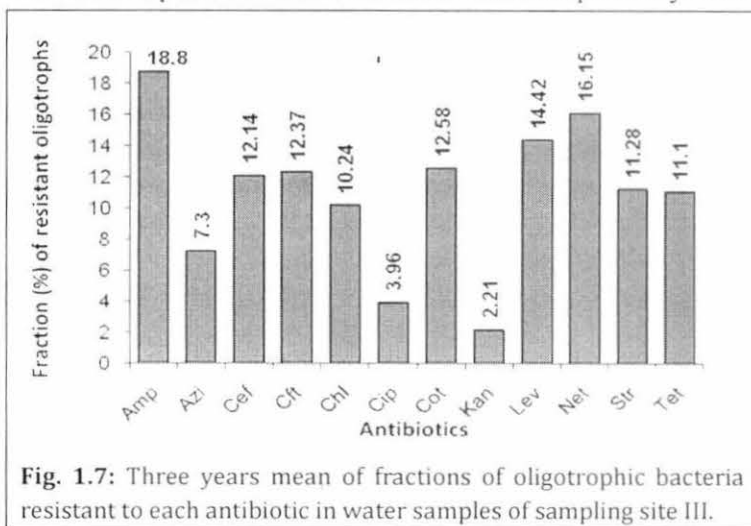 Fraction (%) of resistant oligotrophs
20
18
16
14
12
10
8
6
4
2
0
18.8
7.3
12.14
12.37
10.24
3.96
12.58
2.21
14.42
16.15
11.28
11.1
Amp
Azi
Cef
Cft
Chl
Cip
Cot
Kan
Lev
Net
Str
Tet
Antibiotics
Fig. 1.7: Three years mean of fractions of oligotrophic bacteria
resistant to each antibiotic in water samples of sampling site III.